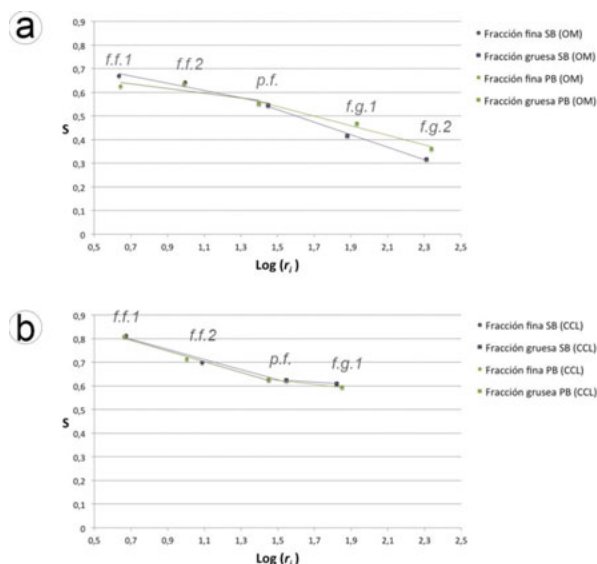 a
0,9
0,8
0,7
0,6
0,5
0,4
0,3
0,2
0,1
0
S
f.f.1
f.f.2
p.f.
f.g.1
f.g.2
0,5 0,7 0,9 1,1 1,3 1,5 1,7 1,9 2,1 2,3 2,5
Log (ri)
Fracción fina SB (OM)
Fracción gruesa SB (OM)
Fracción fina PB (OM)
Fracción gruesa PB (OM)
b
0,9
0,8
0,7
0,6
0,5
0,4
0,3
0,2
0,1
0
S
f.f.1
f.f.2
p.f.
f.g.1
0,5 0,7 0,9 1,1 1,3 1,5 1,7 1,9 2,1 2,3 2,5
Log (ri)
Fracción fina SB (CCL)
Fracción gruesa SB (CCL)
Fracción fina PB (CCL)
Fracción grusea PB (CCL)